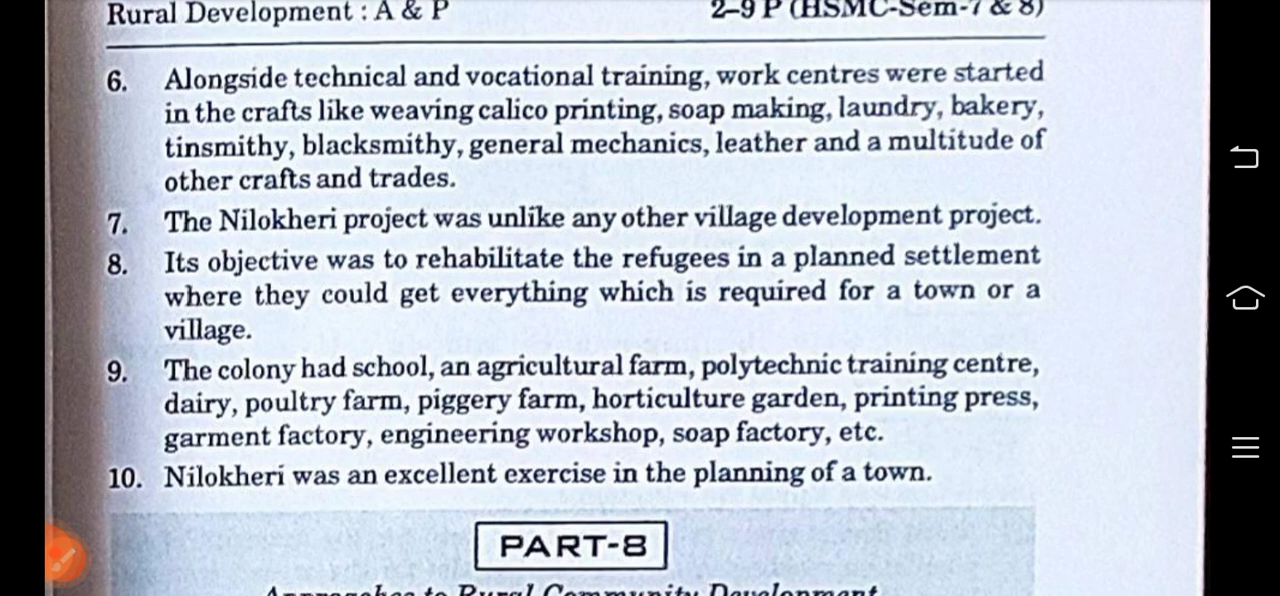 Rural Development : A & P 2–9 P (HSMC-Sem-7 & 8)
6. Alongside technical and vocational training, work centres were started
in the crafts like weaving calico printing, soap making, laundry, bakery,
tinsmithy, blacksmithy, general mechanics, leather and a multitude of
other crafts and trades.
7. The Nilokheri project was unlike any other village development project.
8. Its objective was to rehabilitate the refugees in a planned settlement
where they could get everything which is required for a town or a
village.
9. The colony had school, an agricultural farm, polytechnic training centre,
dairy, poultry farm, piggery farm, horticulture garden, printing press,
garment factory, engineering workshop, soap factory, etc.
10. Nilokheri was an excellent exercise in the planning of a town.
PART-8
Approaches to Rural Community Development